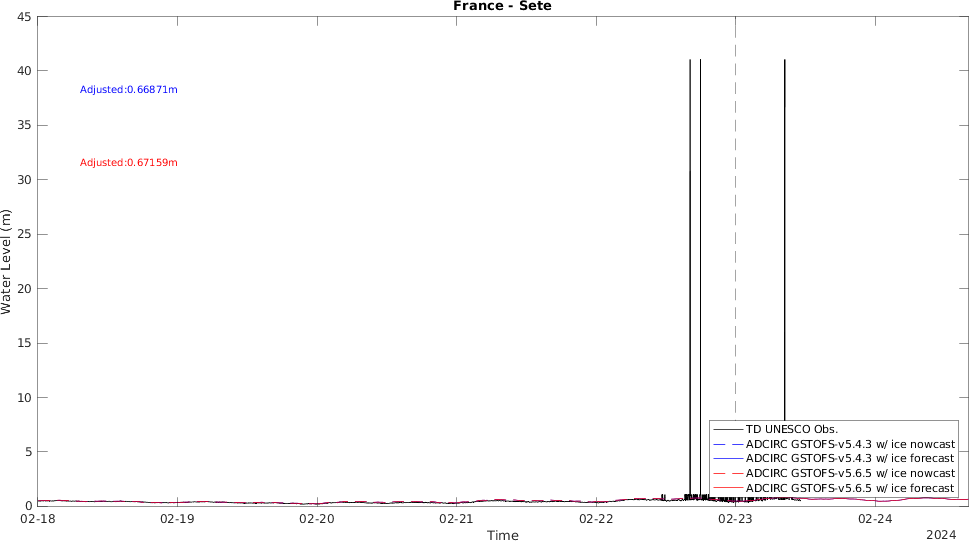 France - Sete
45
40
35
30
25
20
15
10
5
0
Water Level (m)
Adjusted:0.66871m
Adjusted:0.67159m
TD UNESCO Obs.
ADCIRC GSTOFS-v5.4.3 w/ ice nowcast
ADCIRC GSTOFS-v5.4.3 w/ ice forecast
ADCIRC GSTOFS-v5.6.5 w/ ice nowcast
ADCIRC GSTOFS-v5.6.5 w/ ice forecast
02-18 02-19 02-20 02-21 02-22 02-23 02-24
Time
2024